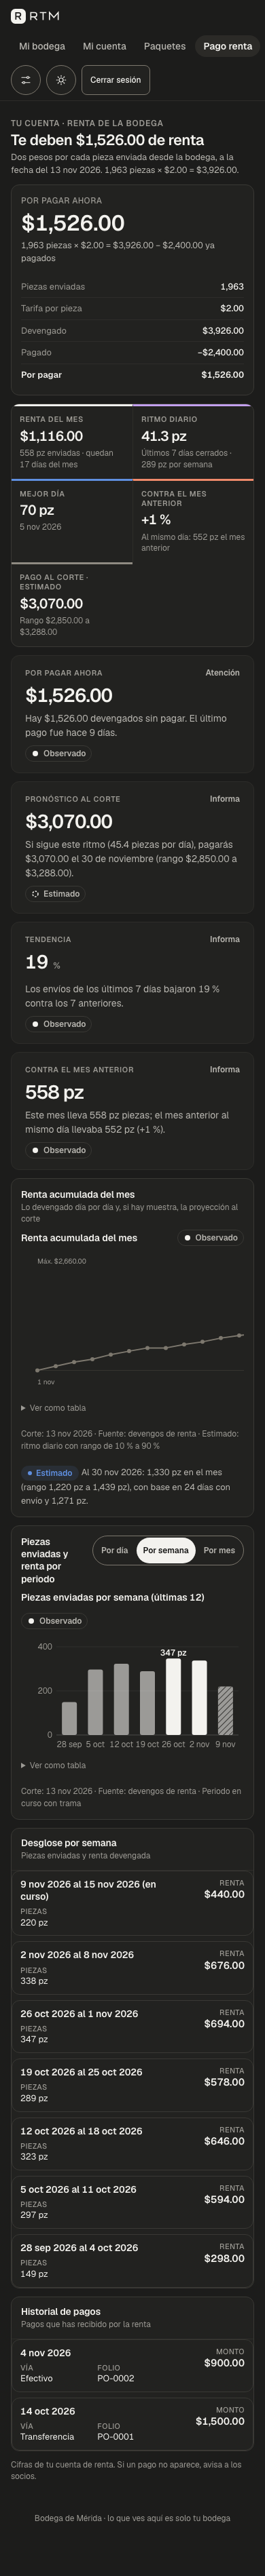 R RTM
Mi bodega Mi cuenta Paquetes Pago renta
Cerrar sesión
TU CUENTA · RENTA DE LA BODEGA
Te deben $1,526.00 de renta
Dos pesos por cada pieza enviada desde la bodega, a la
fecha del 13 nov 2026. 1,963 piezas × $2.00 = $3,926.00.
POR PAGAR AHORA
$1,526.00
1,963 piezas × $2.00 = $3,926.00 − $2,400.00 ya
pagados
Piezas enviadas 1,963
Tarifa por pieza $2.00
Devengado $3,926.00
Pagado −$2,400.00
Por pagar $1,526.00
RENTA DEL MES
$1,116.00
558 pz enviadas · quedan
17 días del mes
RITMO DIARIO
41.3 pz
Últimos 7 días cerrados ·
289 pz por semana
MEJOR DÍA
70 pz
5 nov 2026
CONTRA EL MES
ANTERIOR
+1 %
Al mismo día: 552 pz el mes
anterior
PAGO AL CORTE ·
ESTIMADO
$3,070.00
Rango $2,850.00 a
$3,288.00
POR PAGAR AHORA Atención
$1,526.00
Hay $1,526.00 devengados sin pagar. El último
pago fue hace 9 días.
Observado
PRONÓSTICO AL CORTE Informa
$3,070.00
Si sigue este ritmo (45.4 piezas por día), pagarás
$3,070.00 el 30 de noviembre (rango $2,850.00 a
$3,288.00).
Estimado
TENDENCIA Informa
19 %
Los envíos de los últimos 7 días bajaron 19 %
contra los 7 anteriores.
Observado
CONTRA EL MES ANTERIOR Informa
558 pz
Este mes lleva 558 piezas; el mes anterior al
mismo día llevaba 552 pz (+1 %).
Observado
Renta acumulada del mes
Lo devengado día por día y, si hay muestra, la proyección al
corte
Renta acumulada del mes Observado
Máx. $2,660.00
1 nov
Ver como tabla
Corte: 13 nov 2026 · Fuente: devengos de renta · Estimado:
ritmo diario con rango de 10 % a 90 %
Estimado Al 30 nov 2026: 1,330 pz en el mes
(rango 1,220 pz a 1,439 pz), con base en 24 días con
envío y 1,271 pz.
Piezas
enviadas y
renta por
periodo
Por día Por semana Por mes
Piezas enviadas por semana (últimas 12)
Observado
400
200
0
347 pz
28 sep 5 oct 12 oct 19 oct 26 oct 2 nov 9 nov
Ver como tabla
Corte: 13 nov 2026 · Fuente: devengos de renta · Periodo en
curso con trama
Desglose por semana
Piezas enviadas y renta devengada
9 nov 2026 al 15 nov 2026 (en
curso)
RENTA
$440.00
PIEZAS
220 pz
2 nov 2026 al 8 nov 2026
RENTA
$676.00
PIEZAS
338 pz
26 oct 2026 al 1 nov 2026
RENTA
$694.00
PIEZAS
347 pz
19 oct 2026 al 25 oct 2026
RENTA
$578.00
PIEZAS
289 pz
12 oct 2026 al 18 oct 2026
RENTA
$646.00
PIEZAS
323 pz
5 oct 2026 al 11 oct 2026
RENTA
$594.00
PIEZAS
297 pz
28 sep 2026 al 4 oct 2026
RENTA
$298.00
PIEZAS
149 pz
Historial de pagos
Pagos que has recibido por la renta
4 nov 2026
MONTO
$900.00
VÍA FOLIO
Efectivo PO-0002
14 oct 2026
MONTO
$1,500.00
VÍA FOLIO
Transferencia PO-0001
Cifras de tu cuenta de renta. Si un pago no aparece, avisa a los
socios.
Bodega de Mérida · lo que ves aquí es solo tu bodega